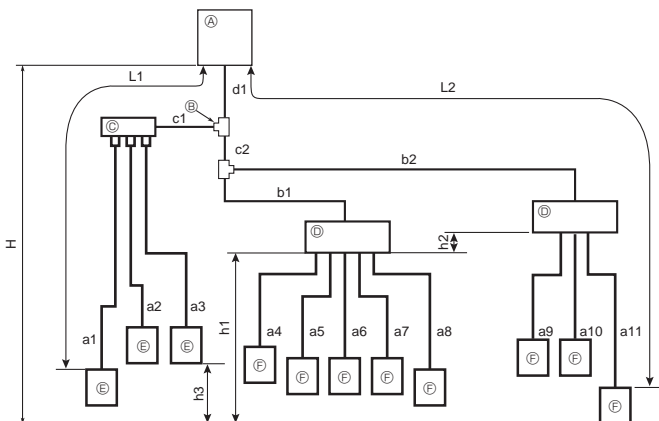 Ⓐ
L1
d1
L2
Ⓑ
Ⓒ
c1
c2
b2
b1
Ⓓ
Ⓓ
h2
H
h1
a1
a2
a3
a4
a5
a6
a7
a8
a9
a10
a11
Ⓔ
Ⓔ
Ⓔ
Ⓕ
Ⓕ
Ⓕ
Ⓕ
Ⓕ
Ⓕ
Ⓕ
Ⓕ
h3